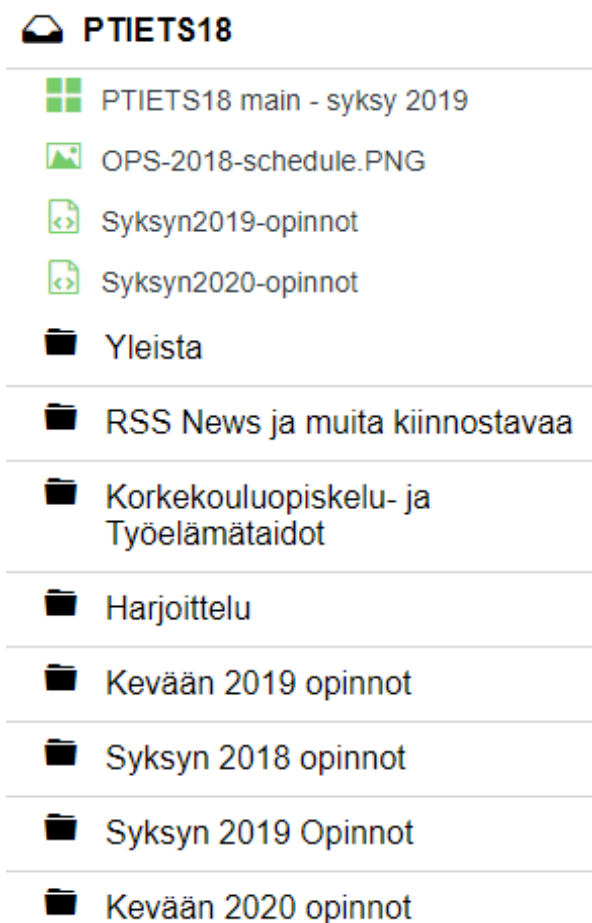 PTIETS18
PTIETS18 main - syksy 2019
OPS-2018-schedule.PNG
Syksyn2019-opinnot
Syksyn2020-opinnot
Yleista
RSS News ja muita kiinnostavaa
Korkekouluopiskelu- ja
Työelämätaidot
Harjoittelu
Kevään 2019 opinnot
Syksyn 2018 opinnot
Syksyn 2019 Opinnot
Kevään 2020 opinnot